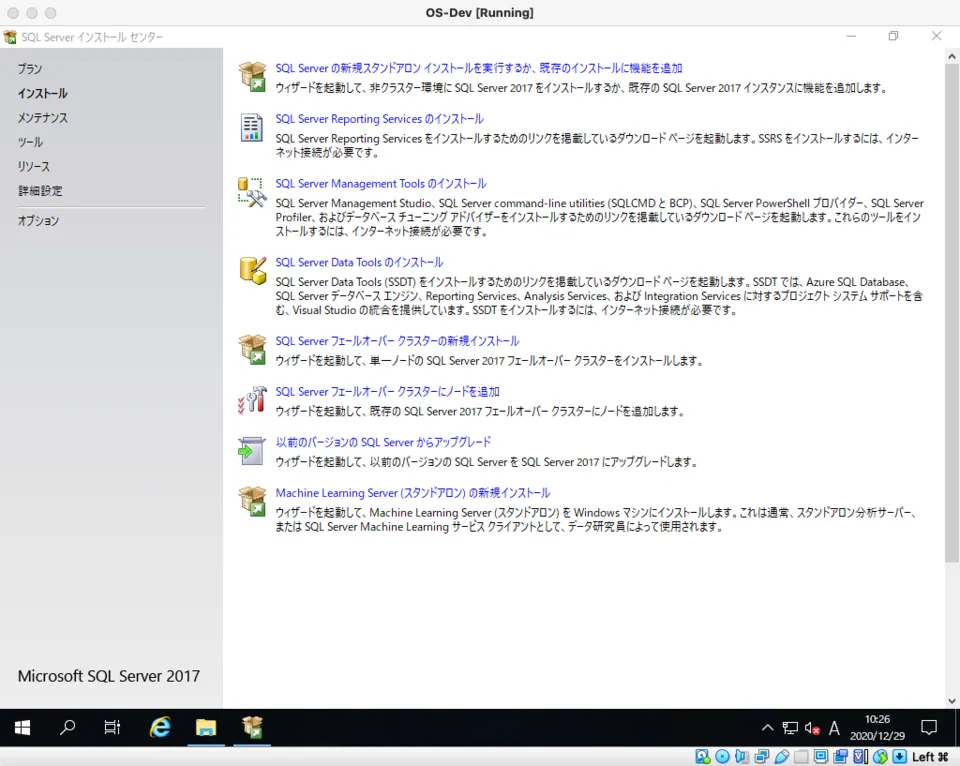 OS-Dev [Running]
SQL Server インストール センター
プラン
インストール
メンテナンス
ツール
リソース
詳細設定
オプション
SQL Server の新規スタンドアロン インストールを実行するか、既存のインストールに機能を追加
ウィザードを起動して、非クラスター環境に SQL Server 2017 をインストールするか、既存の SQL Server 2017 インスタンスに機能を追加します。
SQL Server Reporting Services のインストール
SQL Server Reporting Services をインストールするためのリンクを掲載しているダウンロード ページを起動します。SSRS をインストールするには、インター
ネット接続が必要です。
SQL Server Management Tools のインストール
SQL Server Management Studio、SQL Server command-line utilities (SQLCMD と BCP)、SQL Server PowerShell プロバイダー、SQL Server
Profiler、およびデータベース チューニング アドバイザーをインストールするためのリンクを掲載しているダウンロード ページを起動します。これらのツールをイン
ストールするには、インターネット接続が必要です。
SQL Server Data Tools のインストール
SQL Server Data Tools (SSDT) をインストールするためのリンクを掲載しているダウンロード ページを起動します。SSDT では、Azure SQL Database、
SQL Server データベース エンジン、Reporting Services、Analysis Services、および Integration Services に対するプロジェクト システム サポートを含
む、Visual Studio の統合を提供しています。SSDT をインストールするには、インターネット接続が必要です。
SQL Server フェールオーバー クラスターの新規インストール
ウィザードを起動して、単一ノードの SQL Server 2017 フェールオーバー クラスターをインストールします。
SQL Server フェールオーバー クラスターにノードを追加
ウィザードを起動して、既存の SQL Server 2017 フェールオーバー クラスターにノードを追加します。
以前のバージョンの SQL Server からアップグレード
ウィザードを起動して、以前のバージョンの SQL Server を SQL Server 2017 にアップグレードします。
Machine Learning Server (スタンドアロン) の新規インストール
ウィザードを起動して、Machine Learning Server (スタンドアロン) を Windows マシンにインストールします。これは通常、スタンドアロン分析サーバー、
または SQL Server Machine Learning サービス クライアントとして、データ研究員によって使用されます。
Microsoft SQL Server 2017
A
10:26
2020/12/29
Left ⌘